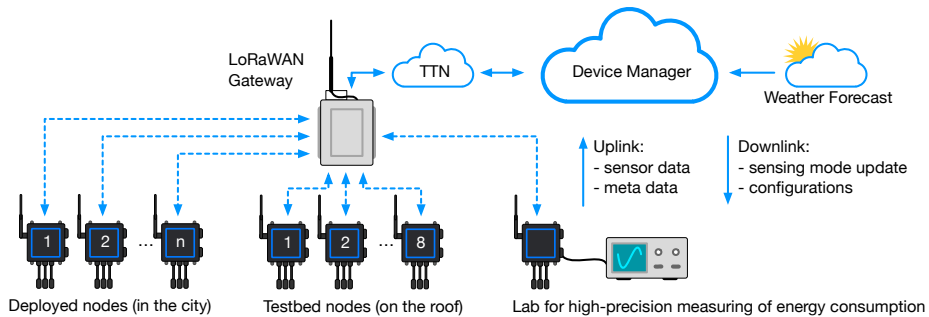 LoRaWAN
Gateway
TTN
Device Manager
Weather Forecast
Uplink:
- sensor data
- meta data
Downlink:
- sensing mode update
- configurations
1
2
...
n
1
2
...
8
Deployed nodes (in the city)
Testbed nodes (on the roof)
Lab for high-precision measuring of energy consumption